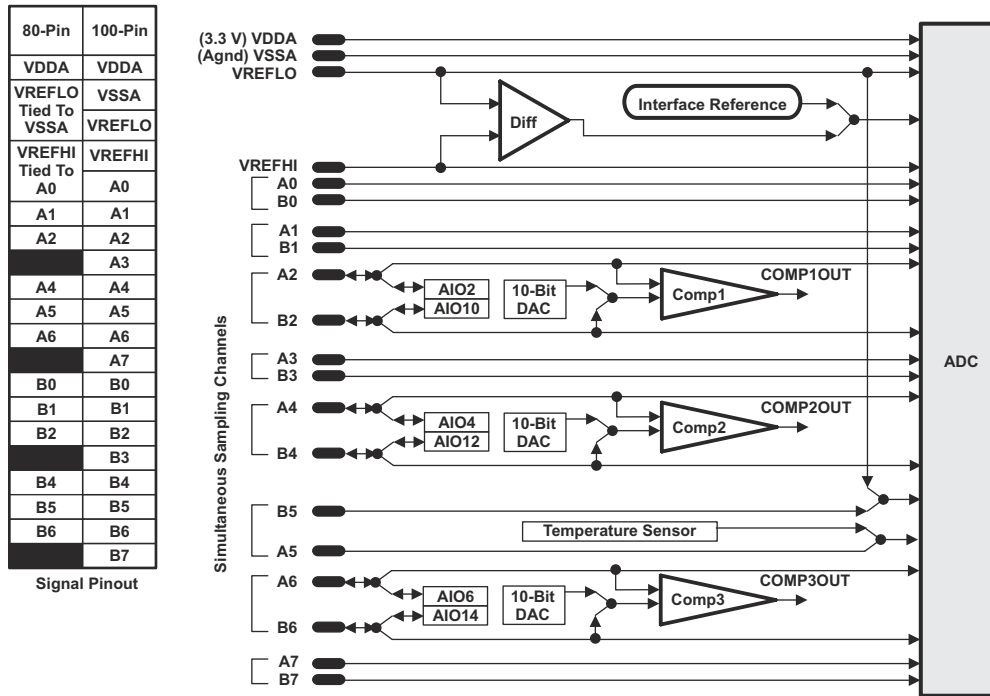 80-Pin 100-Pin
VDDA VDDA
VREFLO
Tied To
VSSA
VSSA
VREFLO
VREFHI
Tied To
A0
VREFHI
A0
A1 A1
A2 A2
A3
A4 A4
A5 A5
A6 A6
A7
B0 B0
B1 B1
B2 B2
B3
B4 B4
B5 B5
B6 B6
B7
Signal Pinout
(3.3 V) VDDA
(Agnd) VSSA
VREFLO
Diff
Interface Reference
VREFHI
A0
B0
A1
B1
A2
B2
AIO2
AIO10
10-Bit
DAC
Comp1
COMP1OUT
A3
B3
A4
B4
AIO4
AIO12
10-Bit
DAC
Comp2
COMP2OUT
B5
Temperature Sensor
A5
A6
B6
AIO6
AIO14
10-Bit
DAC
Comp3
COMP3OUT
A7
B7
Simultaneous Sampling Channels
ADC